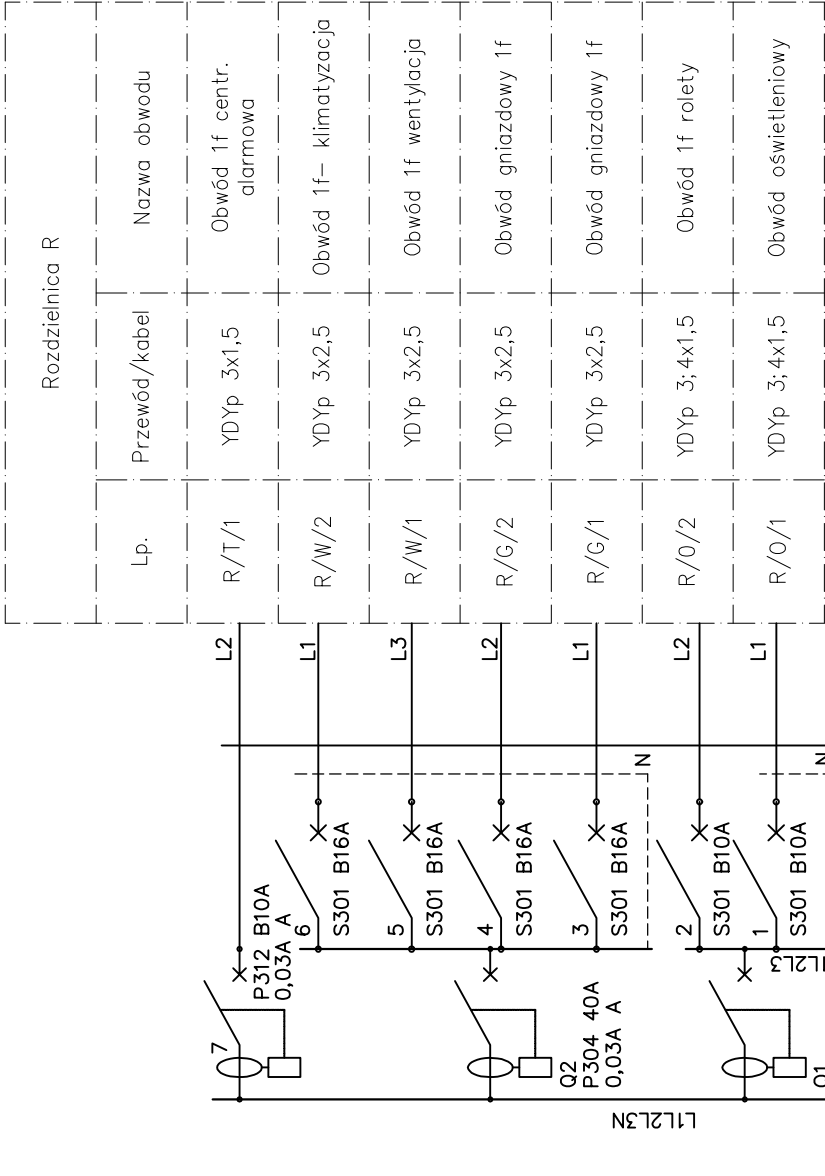 Rozdzielnica R
Lp.
Przewód/kabel
Nazwa obwodu
R/T/1
YDYp 3x1,5
Obwód 1f centr.
alarmowa
R/W/2
YDYp 3x2,5
Obwód 1f– klimatyzacja
R/W/1
YDYp 3x2,5
Obwód 1f wentylacja
R/G/2
YDYp 3x2,5
Obwód gniazdowy 1f
R/G/1
YDYp 3x2,5
Obwód gniazdowy 1f
R/O/2
YDYp 3;4x1,5
Obwód 1f rolety
R/O/1
YDYp 3;4x1,5
Obwód oświetleniowy
L2
L1
L3
L2
L1
L2
L1
N
N
7
P312 B10A
0,03A A
6
S301 B16A
5
S301 B16A
4
S301 B16A
3
S301 B16A
2
S301 B10A
1
S301 B10A
Q2
P304 40A
0,03A A
L1L2L3N